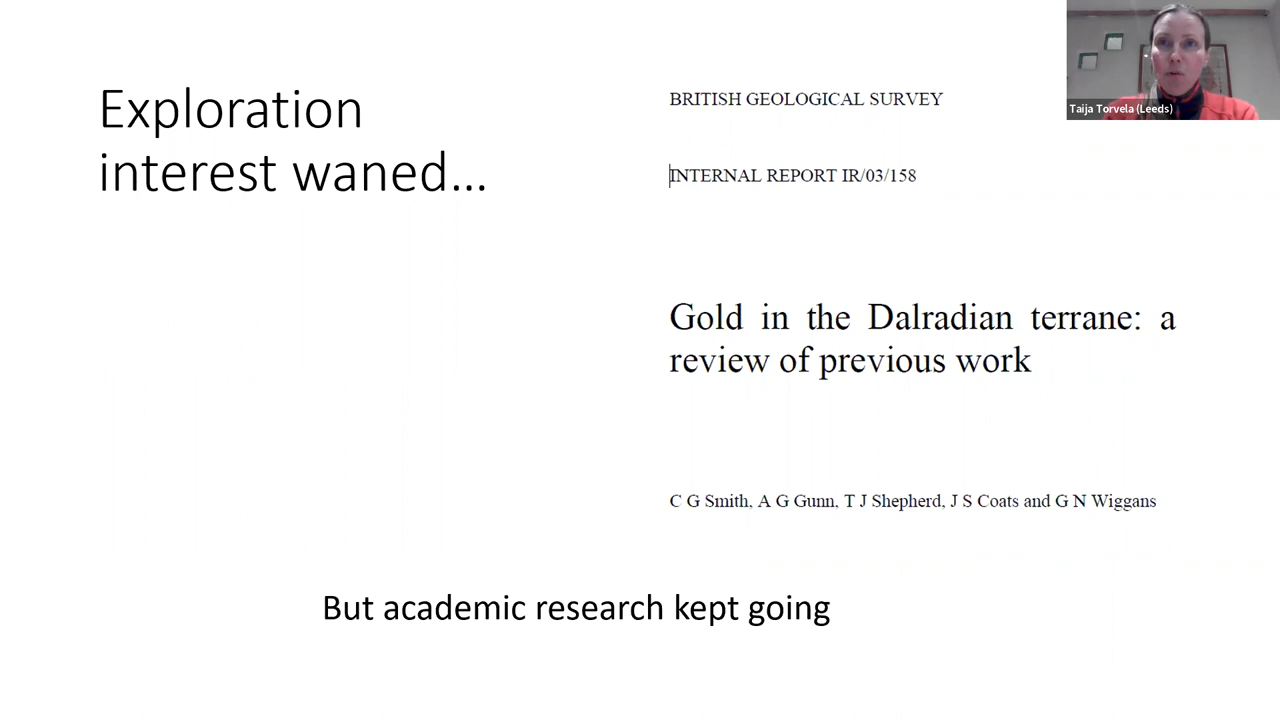 Exploration
interest waned…
BRITISH GEOLOGICAL SURVEY
INTERNAL REPORT IR/03/158
Gold in the Dalradian terrane: a
review of previous work
C G Smith, A G Gunn, T J Shepherd, J S Coats and G N Wiggans
But academic research kept going
Taija Torvela (Leeds)